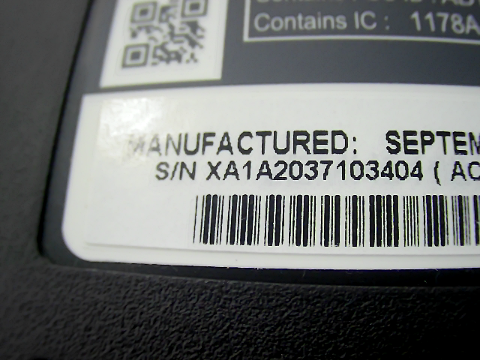 Contains IC : 1178A
MANUFACTURED: SEPTEM
S/N XA1A2037103404 ( AC